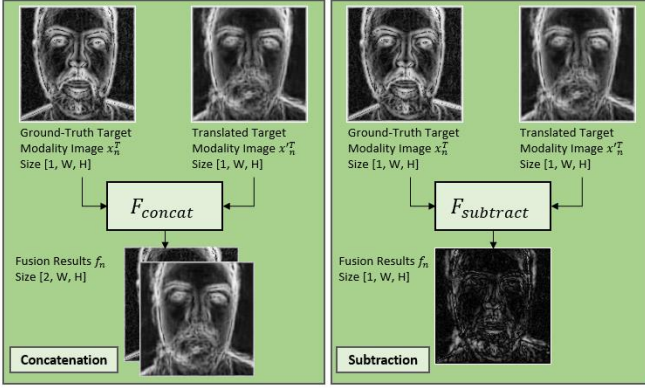 Ground-Truth Target
Modality Image $x_n^T$
Size [1, W, H]
Translated Target
Modality Image $x'^T_n$
Size [1, W, H]
$F_{concat}$
Fusion Results $f_n$
Size [2, W, H]
Concatenation
Ground-Truth Target
Modality Image $x_n^T$
Size [1, W, H]
Translated Target
Modality Image $x'^T_n$
Size [1, W, H]
$F_{subtract}$
Fusion Results $f_n$
Size [1, W, H]
Subtraction